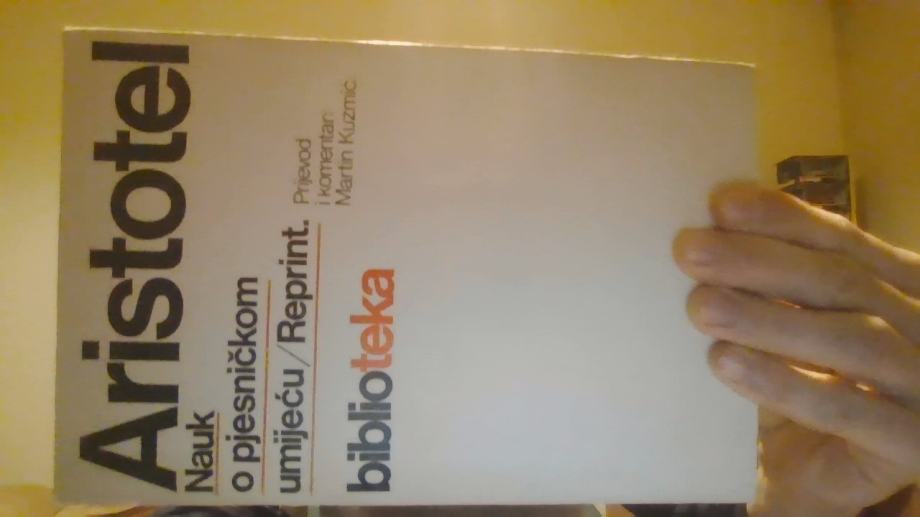 Aristotel
Nauk
o pjesničkom
umijeću/Reprint.
Prijevod
i komentar:
Martin Kuzmić
biblioteka